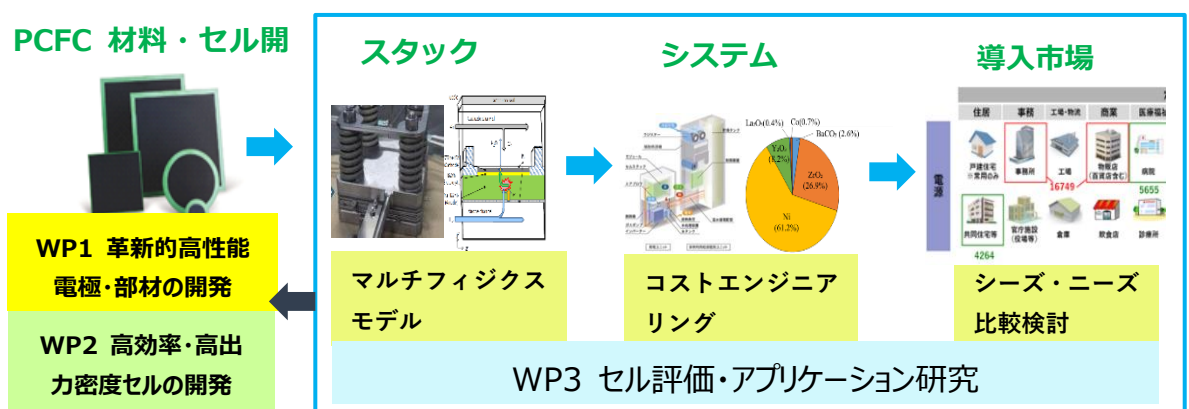 PCFC 材料・セル開
スタック
システム
導入市場
La₂O₃(0.4%)
Co(0.7%)
BaCO₃ (2.6%)
Y₂O₃
(8.2%)
ZrO₂
(26.9%)
Ni
(61.2%)
住居
事務
工場・物流
商業
医療福祉
電源
戸建住宅
※常用のみ
事務所
工場
物販店
(百貨店含む)
病院
16749
5655
共同住宅等
官庁施設
(役場等)
倉庫
飲食店
診療所
4264
WP1 革新的高性能
電極・部材の開発
WP2 高効率・高出
力密度セルの開発
マルチフィジクス
モデル
コストエンジニア
リング
シーズ・ニーズ
比較検討
WP3 セル評価・アプリケーション研究